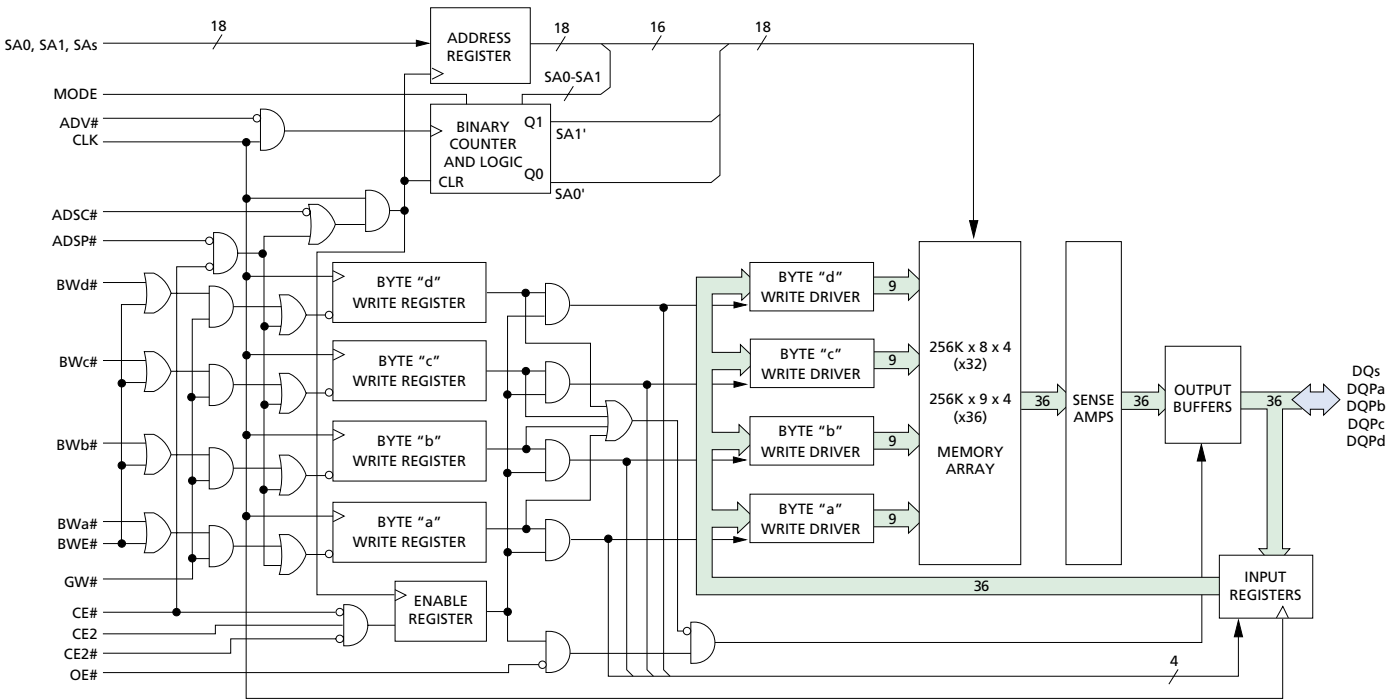 18
ADDRESS
REGISTER
18
16
18
SA0, SA1, SAs
SA0-SA1
MODE
ADV#
CLK
BINARY
COUNTER
AND LOGIC
CLR
Q1
SA1'
Q0
SA0'
ADSC#
ADSP#
BWd#
BYTE “d”
WRITE REGISTER
BYTE “d”
WRITE DRIVER
9
BWc#
BYTE “c”
WRITE REGISTER
BYTE “c”
WRITE DRIVER
9
BWb#
BYTE “b”
WRITE REGISTER
BYTE “b”
WRITE DRIVER
9
BWa#
BWE#
BYTE “a”
WRITE REGISTER
BYTE “a”
WRITE DRIVER
9
256K x 8 x 4
(x32)
256K x 9 x 4
(x36)
MEMORY
ARRAY
36
SENSE
AMPS
36
OUTPUT
BUFFERS
36
DQs
DQPa
DQPb
DQPc
DQPd
GW#
CE#
CE2
CE2#
OE#
ENABLE
REGISTER
36
INPUT
REGISTERS
4